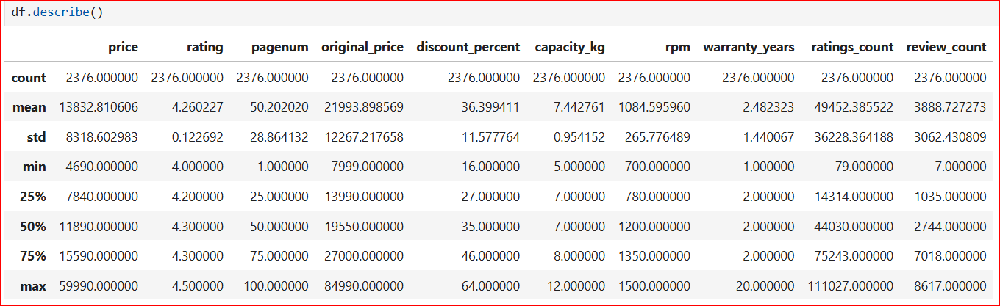 df.describe()
price rating pagenum original_price discount_percent capacity_kg rpm warranty_years ratings_count review_count
count 2376.000000 2376.000000 2376.000000 2376.000000 2376.000000 2376.000000 2376.000000 2376.000000 2376.000000 2376.000000
mean 13832.810606 4.260227 50.202020 21993.898569 36.399411 7.442761 1084.595960 2.482323 49452.385522 3888.727273
std 8318.602983 0.122692 28.864132 12267.217658 11.577764 0.954152 265.776489 1.440067 36228.364188 3062.430809
min 4690.000000 4.000000 1.000000 7999.000000 16.000000 5.000000 700.000000 1.000000 79.000000 7.000000
25% 7840.000000 4.200000 25.000000 13990.000000 27.000000 7.000000 780.000000 2.000000 14314.000000 1035.000000
50% 11890.000000 4.300000 50.000000 19550.000000 35.000000 7.000000 1200.000000 2.000000 44030.000000 2744.000000
75% 15590.000000 4.300000 75.000000 27000.000000 46.000000 8.000000 1350.000000 2.000000 75243.000000 7018.000000
max 59990.000000 4.500000 100.000000 84990.000000 64.000000 12.000000 1500.000000 20.000000 111027.000000 8617.000000